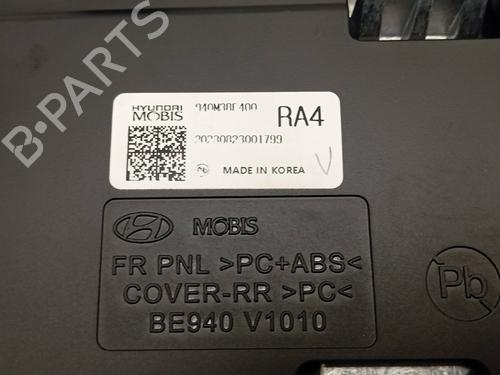 HYUNDAI
MOBIS
940M3BE400
RA4
20230823001799
Pb
MADE IN KOREA
V
MOBIS
FR PNL >PC+ABS<
COVER-RR >PC<
BE940 V1010
Pb
B-PARTS